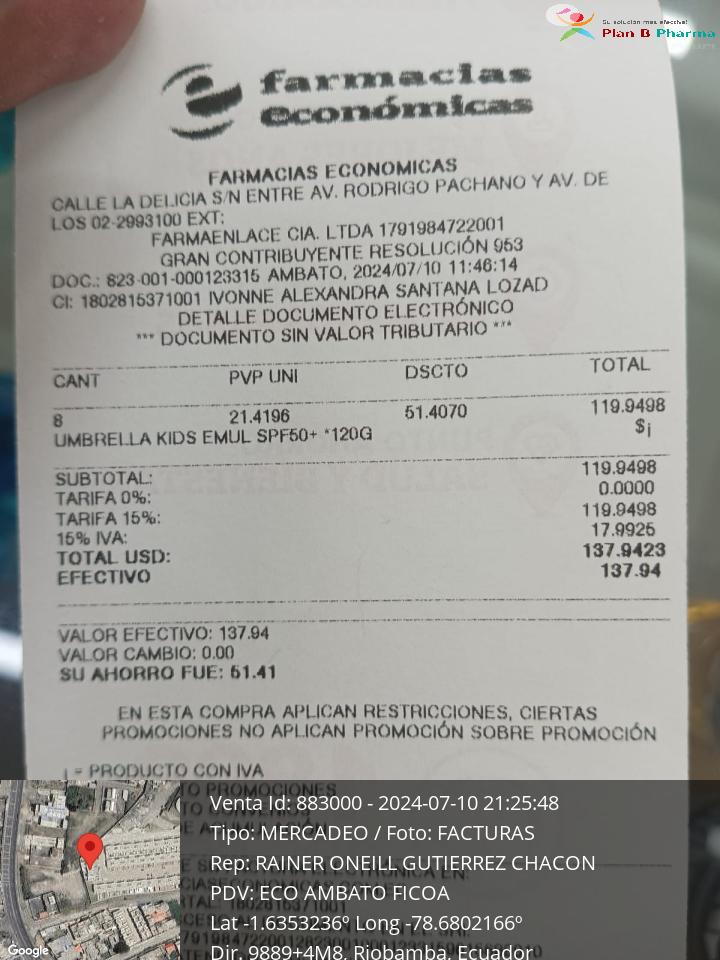 Su solución más efectiva!
Plan B Pharma
farmacias
económicas
FARMACIAS ECONOMICAS
CALLE LA DELICIA S/N ENTRE AV. RODRIGO PACHANO Y AV. DE
LOS 02-2993100 EXT:
FARMAENLACE CIA. LTDA 1791984722001
GRAN CONTRIBUYENTE RESOLUCIÓN 953
DOC.: 823-001-000123315 AMBATO, 2024/07/10 11:46:14
CI: 1802815371001 IVONNE ALEXANDRA SANTANA LOZAD
DETALLE DOCUMENTO ELECTRÓNICO
*** DOCUMENTO SIN VALOR TRIBUTARIO ***
CANT PVP UNI DSCTO TOTAL
8 21.4196 51.4070 119.9498
UMBRELLA KIDS EMUL SPF50+ *120G $¡
SUBTOTAL: 119.9498
TARIFA 0%: 0.0000
TARIFA 15%: 119.9498
15% IVA: 17.9925
TOTAL USD: 137.9423
EFECTIVO 137.94
VALOR EFECTIVO: 137.94
VALOR CAMBIO: 0.00
SU AHORRO FUE: 51.41
EN ESTA COMPRA APLICAN RESTRICCIONES, CIERTAS
PROMOCIONES NO APLICAN PROMOCIÓN SOBRE PROMOCIÓN
¡ = PRODUCTO CON IVA
PROMOCIONES
Venta Id: 883000 - 2024-07-10 21:25:48
Tipo: MERCADEO / Foto: FACTURAS
Rep: RAINER ONEILL GUTIERREZ CHACON
PDV: ECO AMBATO FICOA
Lat -1.6353236º Long -78.6802166º
Dir. 9889+4M8, Riobamba, Ecuador
Google